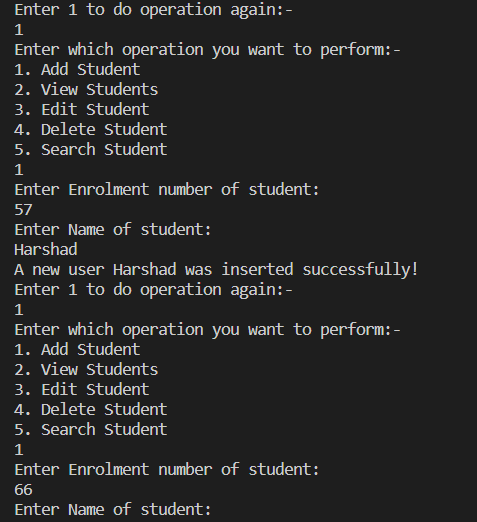 Enter 1 to do operation again:-
1
Enter which operation you want to perform:-
1. Add Student
2. View Students
3. Edit Student
4. Delete Student
5. Search Student
1
Enter Enrolment number of student:
57
Enter Name of student:
Harshad
A new user Harshad was inserted successfully!
Enter 1 to do operation again:-
1
Enter which operation you want to perform:-
1. Add Student
2. View Students
3. Edit Student
4. Delete Student
5. Search Student
1
Enter Enrolment number of student:
66
Enter Name of student: